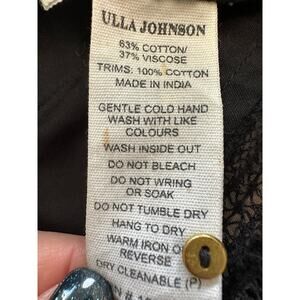 ULLA JOHNSON
63% COTTON/
37% VISCOSE
TRIMS: 100% COTTON
MADE IN INDIA
GENTLE COLD HAND
WASH WITH LIKE
COLOURS
WASH INSIDE OUT
DO NOT BLEACH
DO NOT WRING
OR SOAK
DO NOT TUMBLE DRY
HANG TO DRY
WARM IRON
REVERSE
DRY CLEANABLE (P)